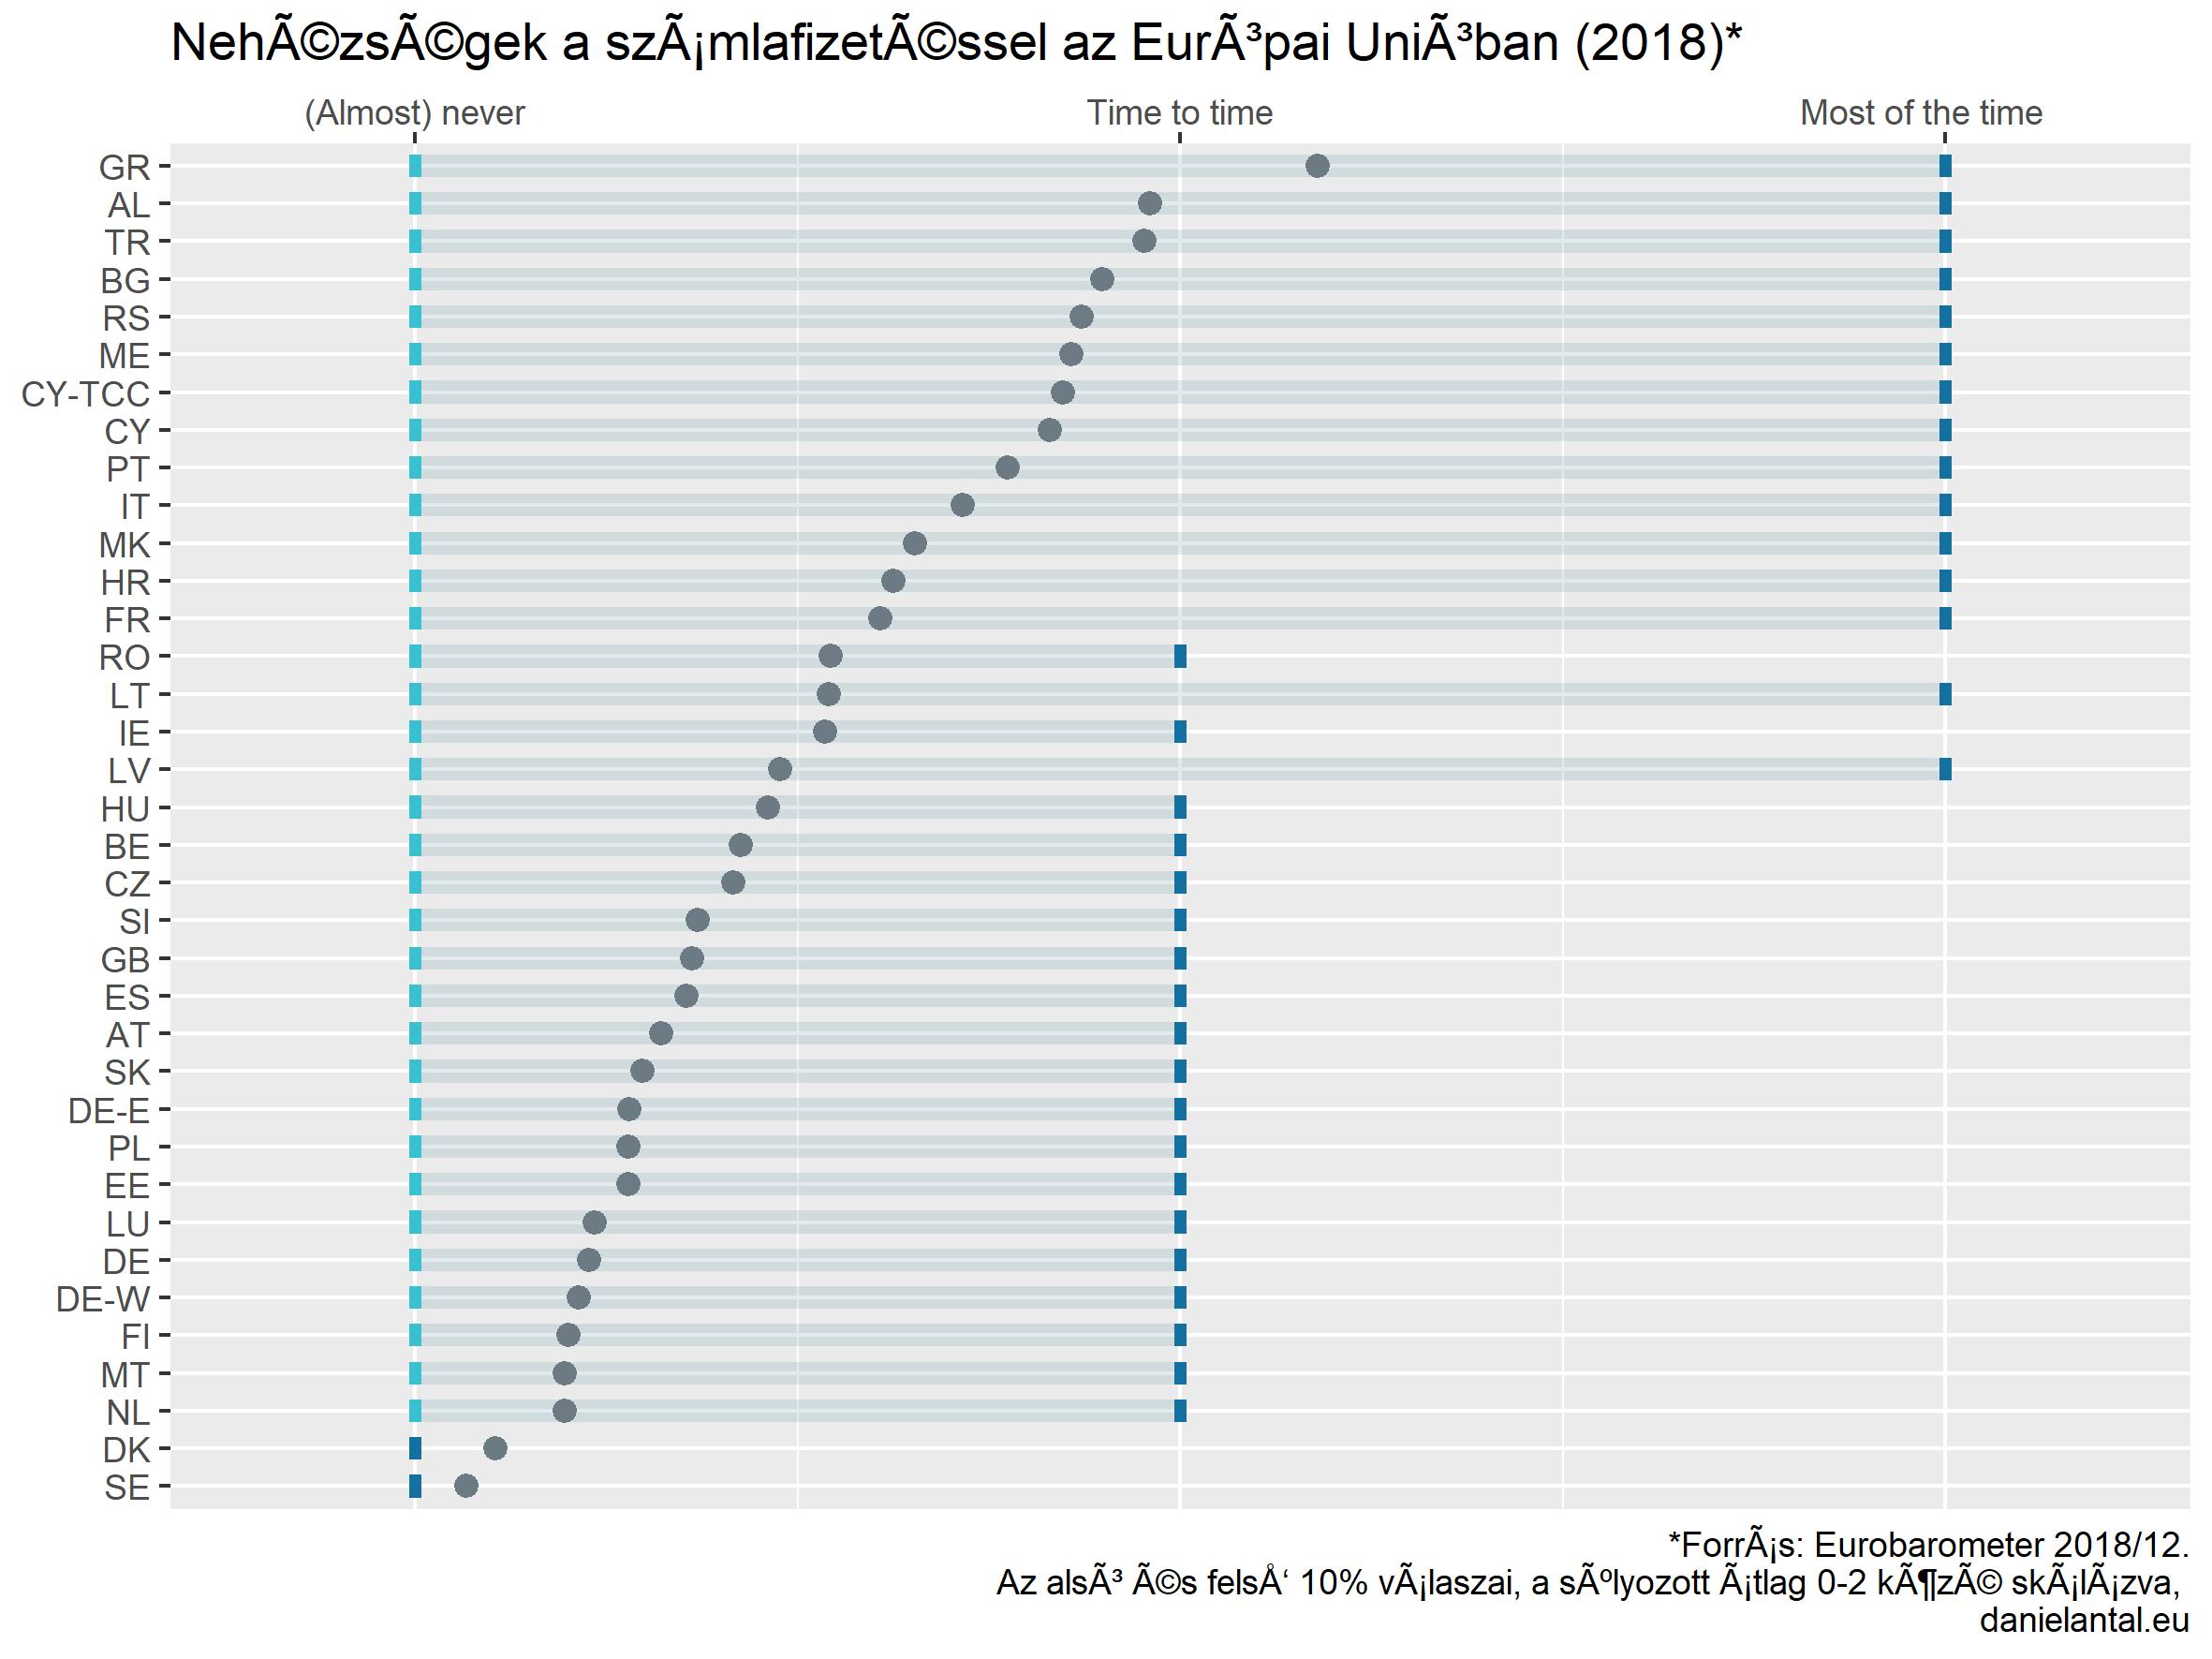 NehÃ©zsÃ©gek a szÃ¡mlafizetÃ©ssel az EurÃ³pai UniÃ³ban (2018)*
(Almost) never Time to time Most of the time
GR
AL
TR
BG
RS
ME
CY-TCC
CY
PT
IT
MK
HR
FR
RO
LT
IE
LV
HU
BE
CZ
SI
GB
ES
AT
SK
DE-E
PL
EE
LU
DE
DE-W
FI
MT
NL
DK
SE
*ForrÃ¡s: Eurobarometer 2018/12.
Az alsÃ³ Ã©s felsÅ‘ 10% vÃ¡laszai, a sÃºlyozott Ã¡tlag 0-2 kÃ¶zÃ© skÃ¡lÃ¡zva,
danielantal.eu